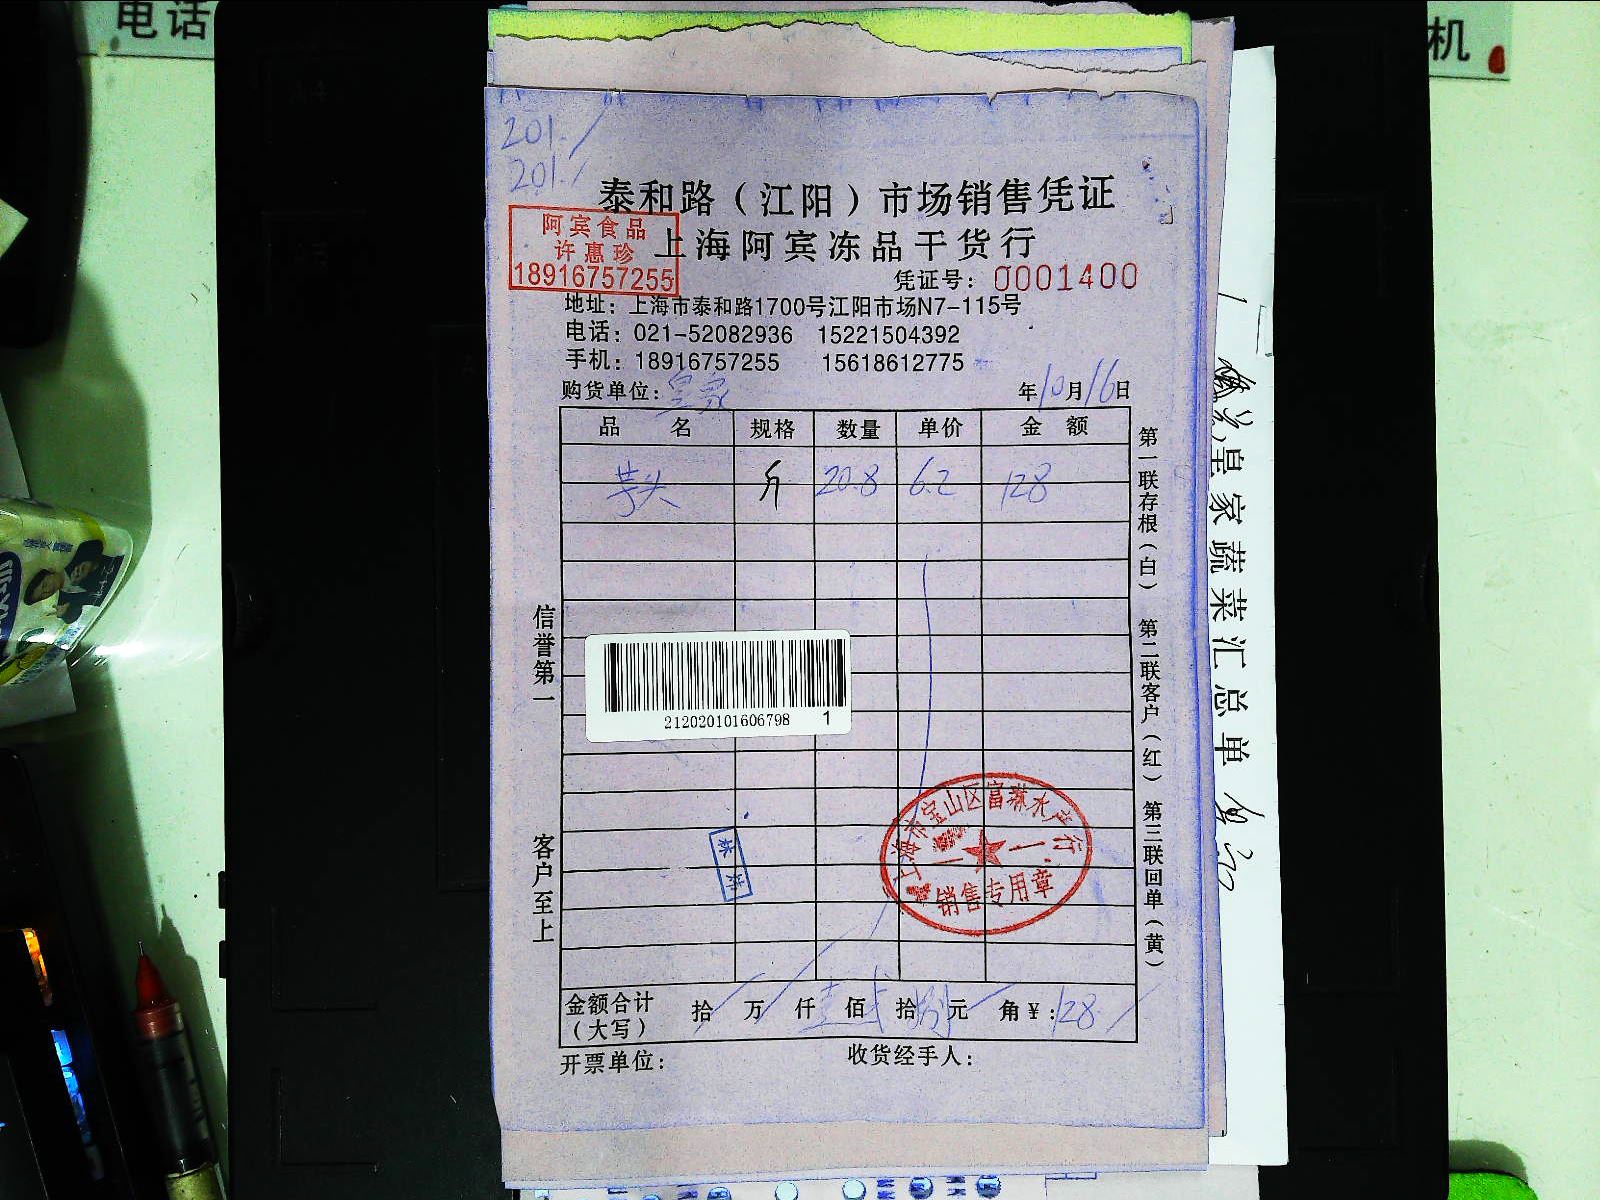 电话
机
201./
201./
泰和路（江阳）市场销售凭证
阿宾食品
许惠珍
18916757255
上海阿宾冻品干货行
凭证号：0001400
地址：上海市泰和路1700号江阳市场N7-115号
电话：021-52082936 15221504392
手机：18916757255 15618612775
购货单位：皇家 年10月16日
品名 规格 数量 单价 金额
芋头 斤 20.8 6.2 128
信誉第一
客户至上
第一联存根（白） 第二联客户（红） 第三联回单（黄）
212020101606798 1
上海市宝山区富琳水产行
销售专用章
金额合计（大写） 拾 万 仟 壹 佰 贰 拾 捌 元 角 ¥：128
开票单位： 收货经手人：
皇家蔬菜汇总单